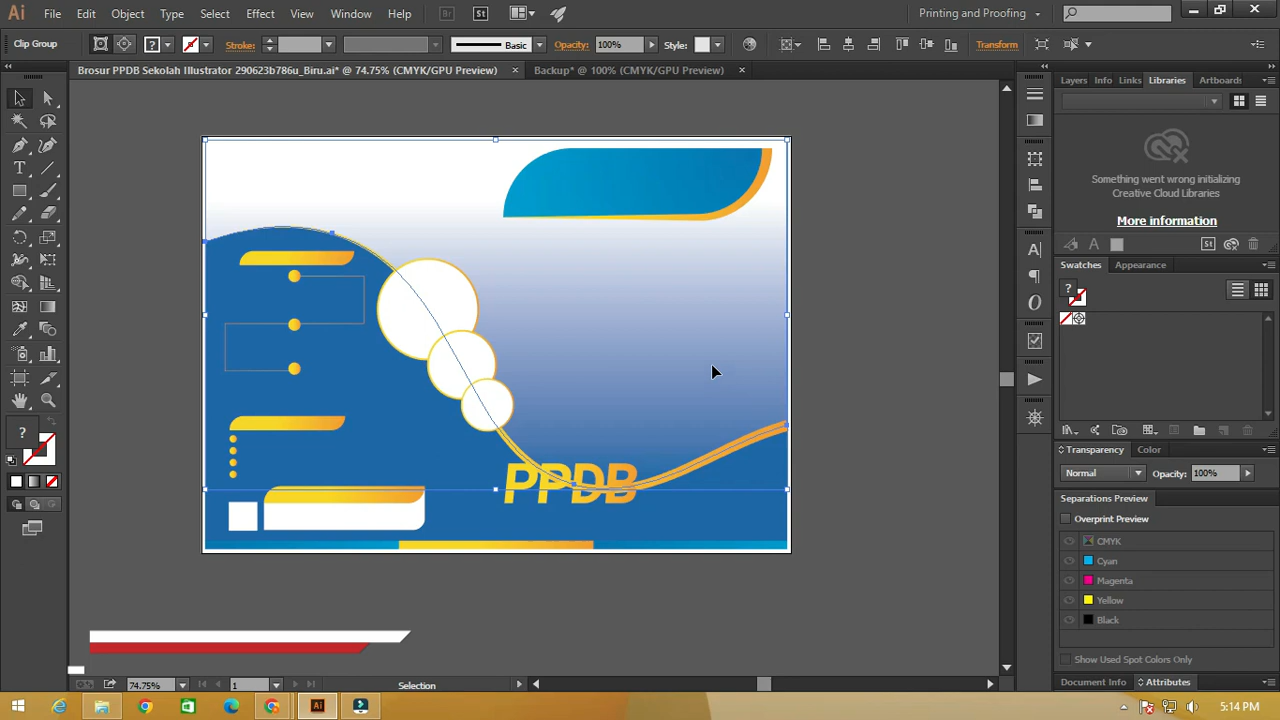 Ai File Edit Object Type Select Effect View Window Help Br St Printing and Proofing
Clip Group ? Stroke: Basic Opacity: 100% Style: Transform
Brosur PPDB Sekolah Illustrator 290623b786u_Biru.ai* @ 74.75% (CMYK/GPU Preview) × Backup* @ 100% (CMYK/GPU Preview) ×
Layers Info Links Libraries Artboards
Something went wrong initializing
Creative Cloud Libraries
More information
St
Swatches Appearance
?
Transparency Color
Normal Opacity: 100%
Separations Preview
Overprint Preview
CMYK
Cyan
Magenta
Yellow
Black
Show Used Spot Colors Only
Document Info Attributes
?
PPDB
74.75% 1 Selection
5:14 PM